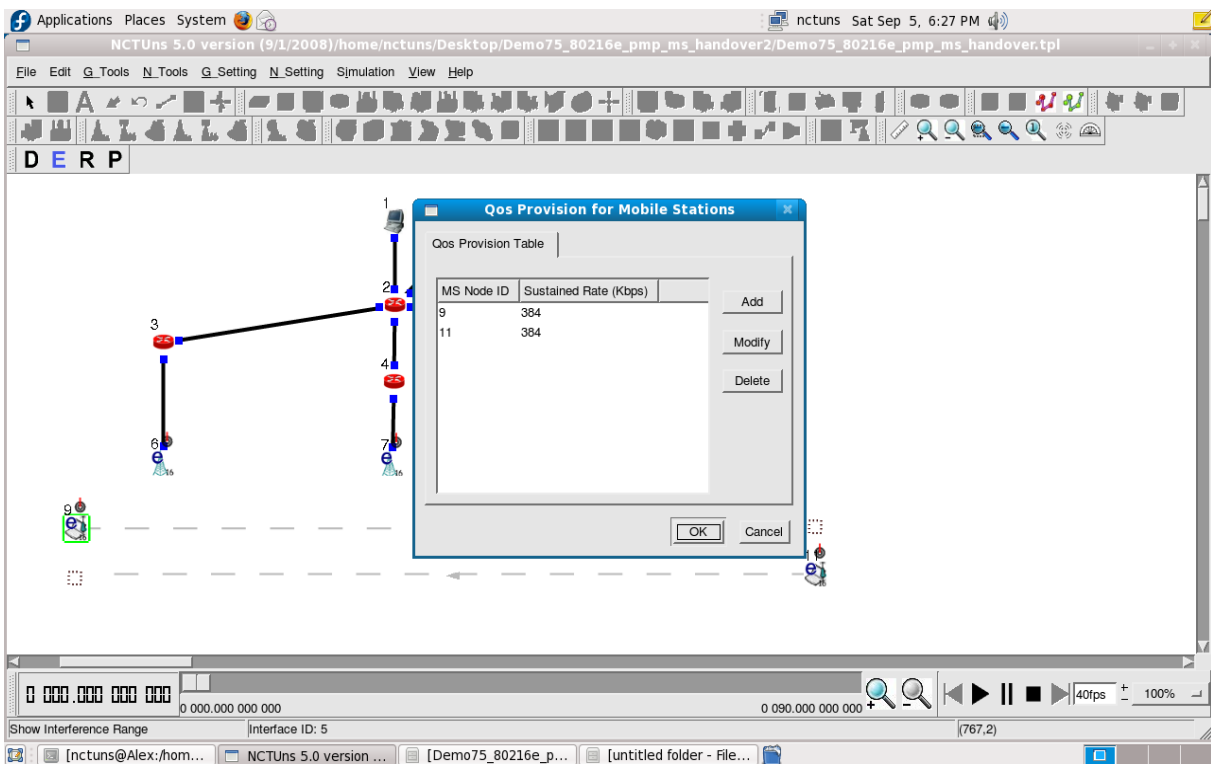 Applications Places System nctuns Sat Sep 5, 6:27 PM
NCTUns 5.0 version (9/1/2008)/home/nctuns/Desktop/Demo75_80216e_pmp_ms_handover2/Demo75_80216e_pmp_ms_handover.tpl
File Edit G_Tools N_Tools G_Setting N_Setting Simulation View Help
D E R P
1
Qos Provision for Mobile Stations
Qos Provision Table
MS Node ID Sustained Rate (Kbps)
9 384
11 384
Add
Modify
Delete
2
3
4
6
e
16
7
e
16
9
e
16
OK Cancel
11
e
16
0 000.000 000 000
0 000.000 000 000
0 090.000 000 000
40fps
100%
Show Interference Range Interface ID: 5 (767,2)
[nctuns@Alex:/hom... NCTUns 5.0 version ... [Demo75_80216e_p... [untitled folder - File...